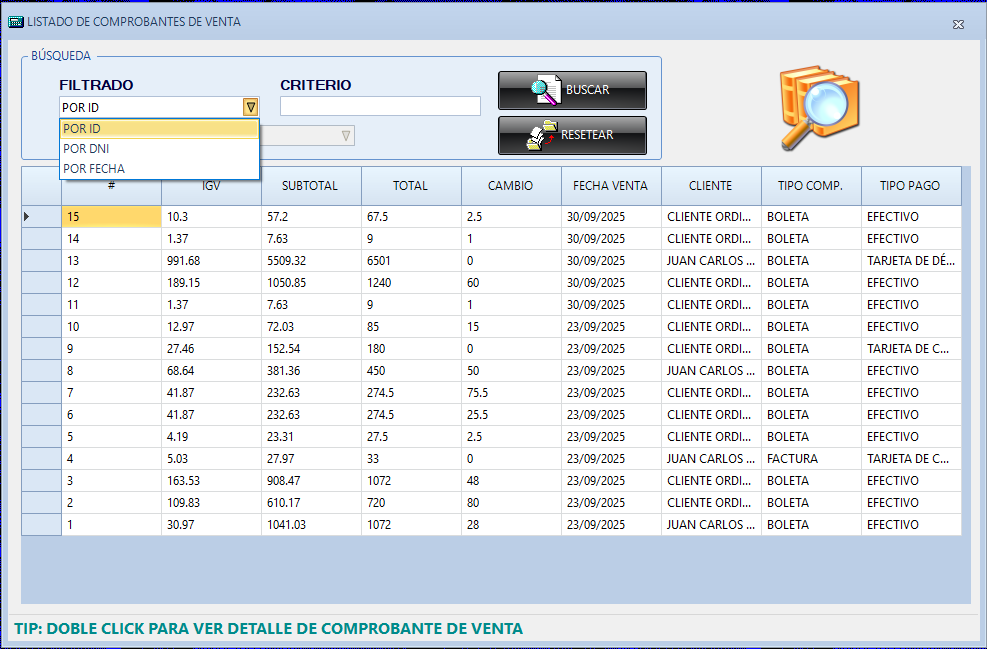 LISTADO DE COMPROBANTES DE VENTA
BÚSQUEDA
FILTRADO CRITERIO
POR ID
BUSCAR
POR ID
POR DNI
POR FECHA
RESETEAR
# IGV SUBTOTAL TOTAL CAMBIO FECHA VENTA CLIENTE TIPO COMP. TIPO PAGO
15 10.3 57.2 67.5 2.5 30/09/2025 CLIENTE ORDI... BOLETA EFECTIVO
14 1.37 7.63 9 1 30/09/2025 CLIENTE ORDI... BOLETA EFECTIVO
13 991.68 5509.32 6501 0 30/09/2025 JUAN CARLOS ... BOLETA TARJETA DE DÉ...
12 189.15 1050.85 1240 60 30/09/2025 CLIENTE ORDI... BOLETA EFECTIVO
11 1.37 7.63 9 1 30/09/2025 CLIENTE ORDI... BOLETA EFECTIVO
10 12.97 72.03 85 15 23/09/2025 CLIENTE ORDI... BOLETA EFECTIVO
9 27.46 152.54 180 0 23/09/2025 CLIENTE ORDI... BOLETA TARJETA DE C...
8 68.64 381.36 450 50 23/09/2025 JUAN CARLOS ... BOLETA EFECTIVO
7 41.87 232.63 274.5 75.5 23/09/2025 CLIENTE ORDI... BOLETA EFECTIVO
6 41.87 232.63 274.5 25.5 23/09/2025 CLIENTE ORDI... BOLETA EFECTIVO
5 4.19 23.31 27.5 2.5 23/09/2025 CLIENTE ORDI... BOLETA EFECTIVO
4 5.03 27.97 33 0 23/09/2025 JUAN CARLOS ... FACTURA TARJETA DE C...
3 163.53 908.47 1072 48 23/09/2025 CLIENTE ORDI... BOLETA EFECTIVO
2 109.83 610.17 720 80 23/09/2025 CLIENTE ORDI... BOLETA EFECTIVO
1 30.97 1041.03 1072 28 23/09/2025 JUAN CARLOS ... BOLETA EFECTIVO
TIP: DOBLE CLICK PARA VER DETALLE DE COMPROBANTE DE VENTA